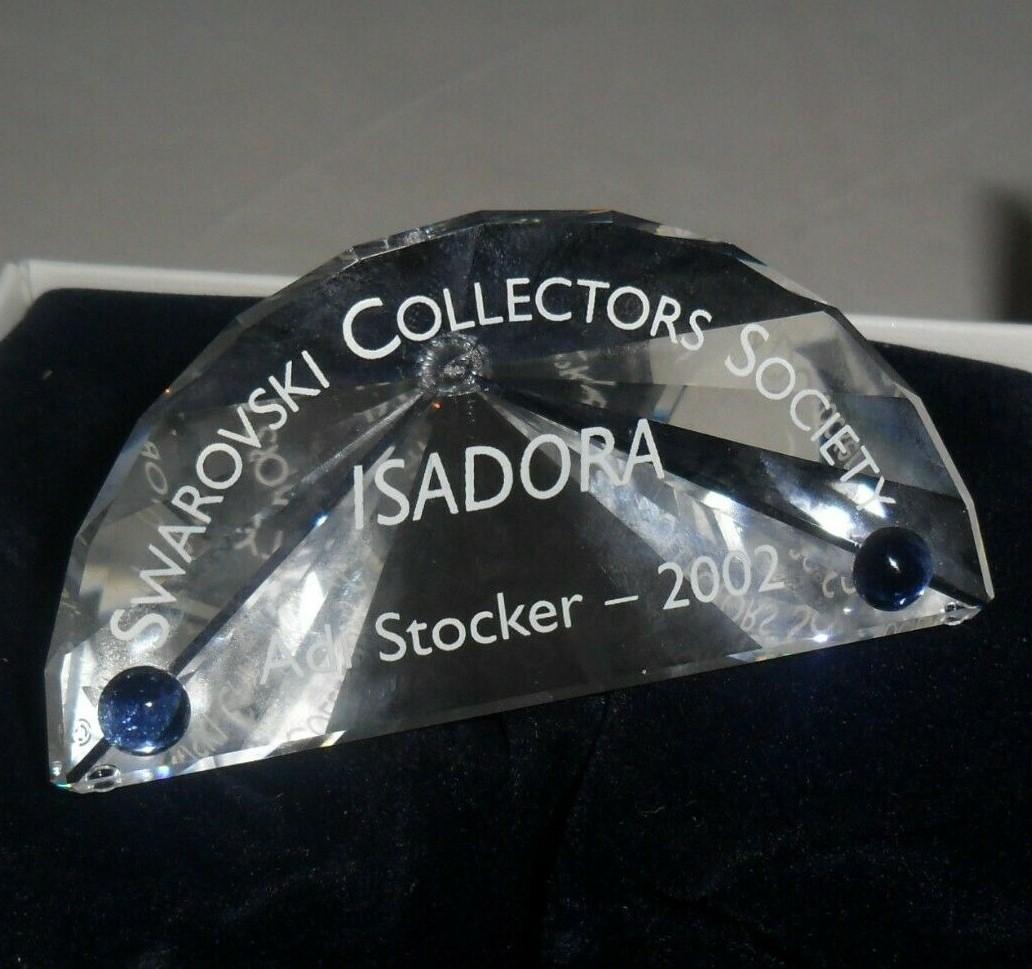 SWAROVSKI COLLECTORS SOCIETY
ISADORA
Adi Stocker – 2002